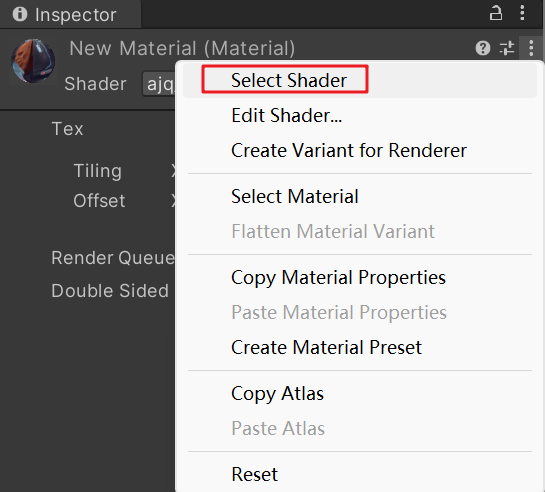 Inspector
New Material (Material)
Shader ajq
Select Shader
Edit Shader...
Tex
Create Variant for Renderer
Tiling X
Select Material
Offset X
Flatten Material Variant
Render Queue
Copy Material Properties
Double Sided
Paste Material Properties
Create Material Preset
Copy Atlas
Paste Atlas
Reset